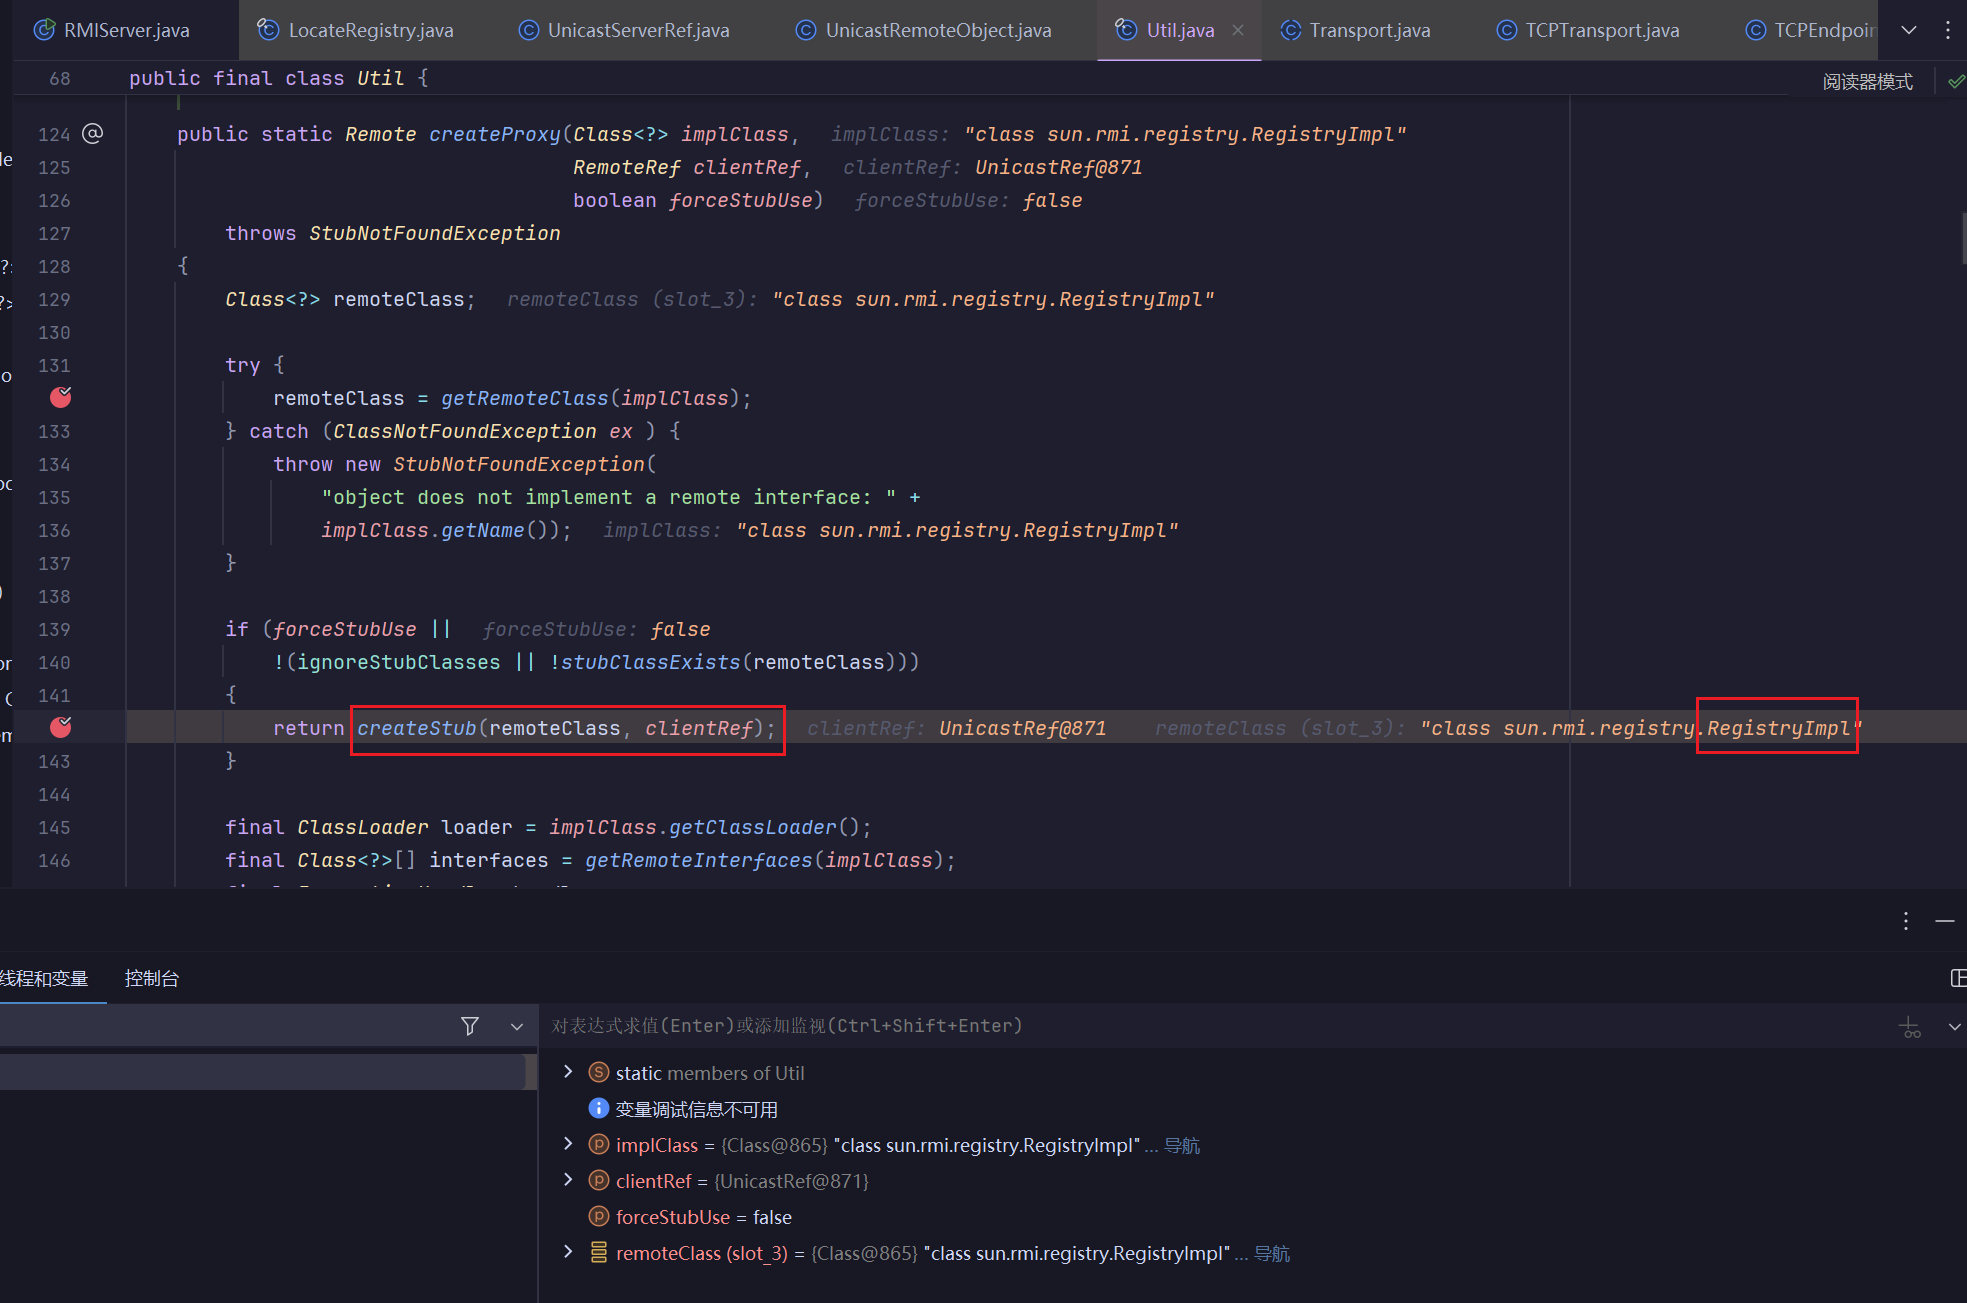 RMIServer.java LocateRegistry.java UnicastServerRef.java UnicastRemoteObject.java Util.java Transport.java TCPTransport.java TCPEndpoin
68 public final class Util {
阅读器模式
124 public static Remote createProxy(Class<?> implClass, implClass: "class sun.rmi.registry.RegistryImpl"
125 RemoteRef clientRef, clientRef: UnicastRef@871
126 boolean forceStubUse) forceStubUse: false
127 throws StubNotFoundException
128 {
129 Class<?> remoteClass; remoteClass (slot_3): "class sun.rmi.registry.RegistryImpl"
130
131 try {
remoteClass = getRemoteClass(implClass);
133 } catch (ClassNotFoundException ex ) {
134 throw new StubNotFoundException(
135 "object does not implement a remote interface: " +
136 implClass.getName()); implClass: "class sun.rmi.registry.RegistryImpl"
137 }
138
139 if (forceStubUse || forceStubUse: false
140 !(ignoreStubClasses || !stubClassExists(remoteClass)))
141 {
return createStub(remoteClass, clientRef); clientRef: UnicastRef@871 remoteClass (slot_3): "class sun.rmi.registry.RegistryImpl"
143 }
144
145 final ClassLoader loader = implClass.getClassLoader();
146 final Class<?>[] interfaces = getRemoteInterfaces(implClass);
线程和变量 控制台
对表达式求值(Enter)或添加监视(Ctrl+Shift+Enter)
static members of Util
变量调试信息不可用
implClass = {Class@865} "class sun.rmi.registry.RegistryImpl" ... 导航
clientRef = {UnicastRef@871}
forceStubUse = false
remoteClass (slot_3) = {Class@865} "class sun.rmi.registry.RegistryImpl" ... 导航